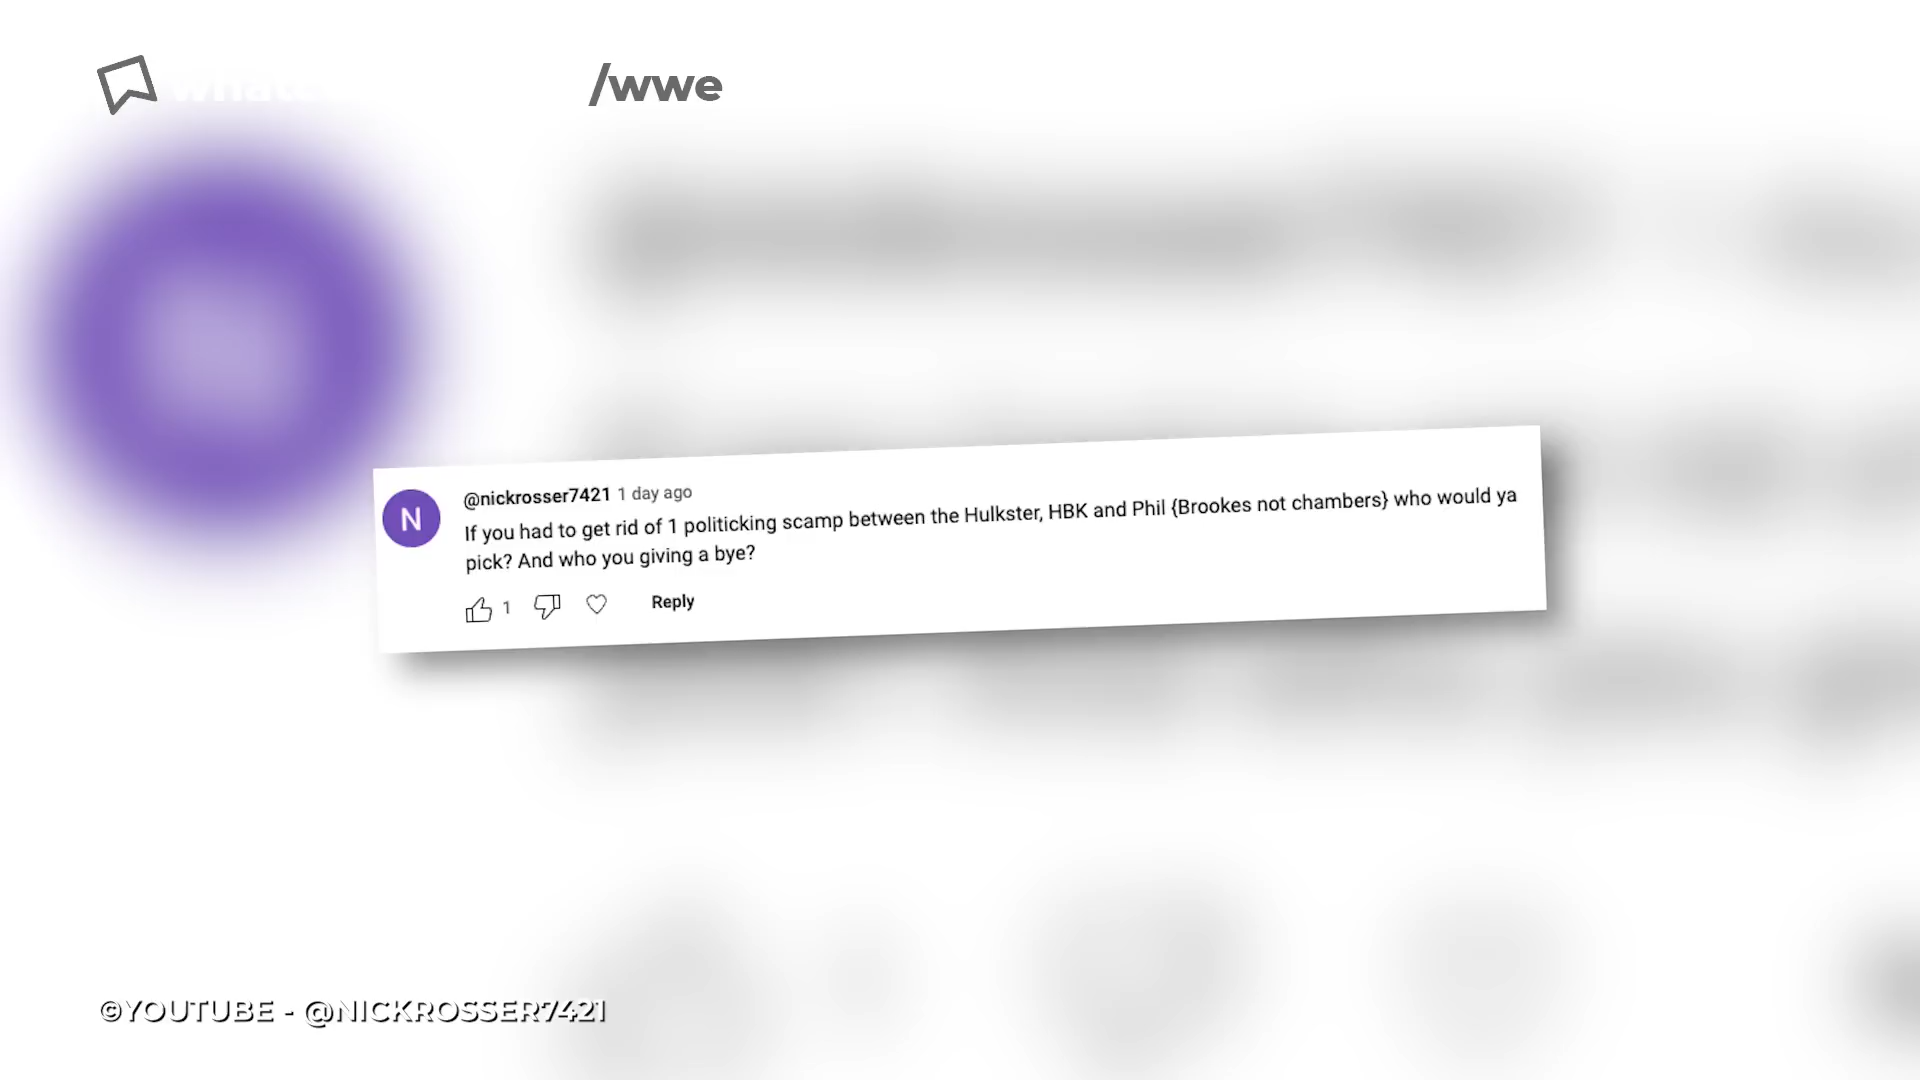 /wwe
@nickrosser7421 1 day ago
If you had to get rid of 1 politicking scamp between the Hulkster, HBK and Phil {Brookes not chambers} who would ya
pick? And who you giving a bye?
N
1
Reply
©YOUTUBE - @NICKROSSER7421